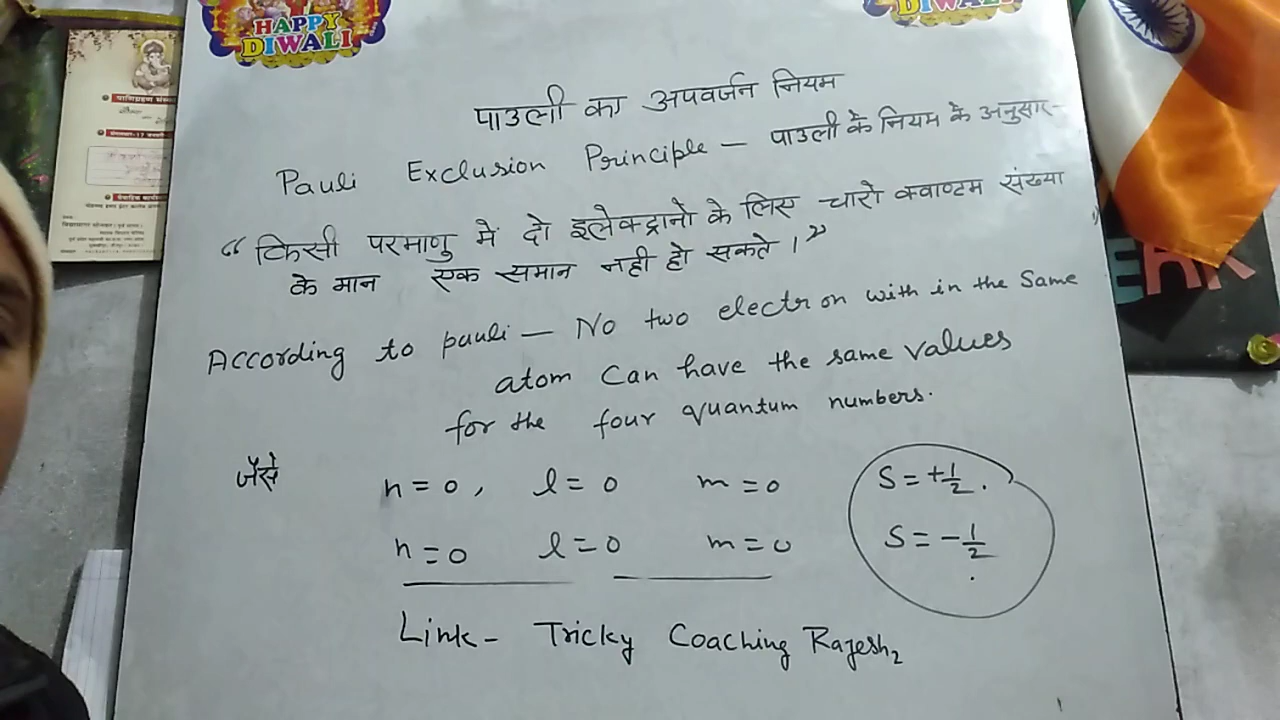 HAPPY
DIWALI
DIWALI
पाउली का अपवर्जन नियम
Pauli Exclusion Principle — पाउली के नियम के अनुसार-
“ किसी परमाणु में दो इलेक्ट्रानो के लिए चारो क्वाण्टम संख्या
के मान एक समान नही हो सकते ।”
According to pauli — No two electron with in the Same
atom Can have the same values
for the four quantum numbers.
जैसे
n = 0, l = 0 m = 0 S = +1/2.
n = 0 l = 0 m = 0 S = -1/2
Link - Tricky Coaching Rajesh₂